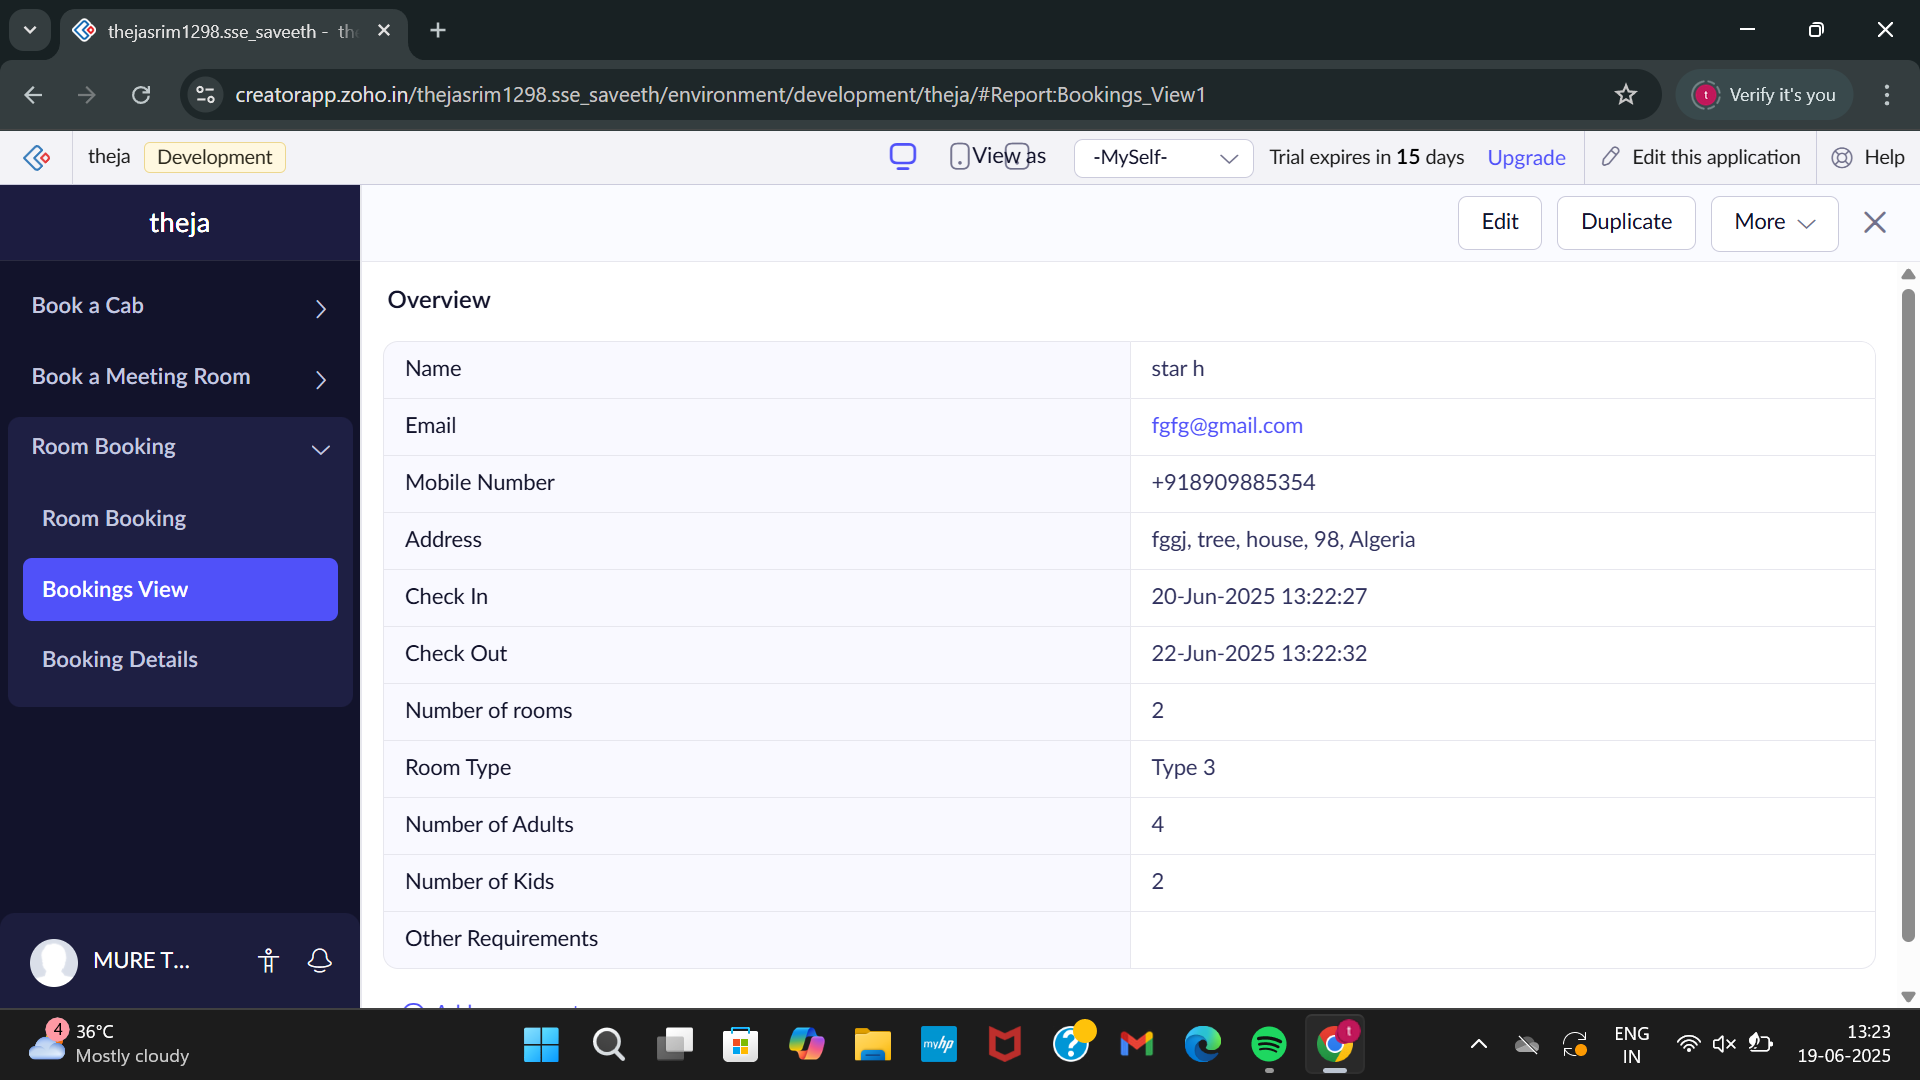 thejasrim1298.sse_saveeth - th
creatorapp.zoho.in/thejasrim1298.sse_saveeth/environment/development/theja/#Report:Bookings_View1
t
Verify it's you
theja
Development
View as
-MySelf-
Trial expires in 15 days
Upgrade
Edit this application
Help
theja
Edit
Duplicate
More
Book a Cab
Book a Meeting Room
Room Booking
Room Booking
Bookings View
Booking Details
MURE T...
Overview
Name star h
Email fgfg@gmail.com
Mobile Number +918909885354
Address fggj, tree, house, 98, Algeria
Check In 20-Jun-2025 13:22:27
Check Out 22-Jun-2025 13:22:32
Number of rooms 2
Room Type Type 3
Number of Adults 4
Number of Kids 2
Other Requirements
4
36°C
Mostly cloudy
myhp
t
ENG
IN
13:23
19-06-2025